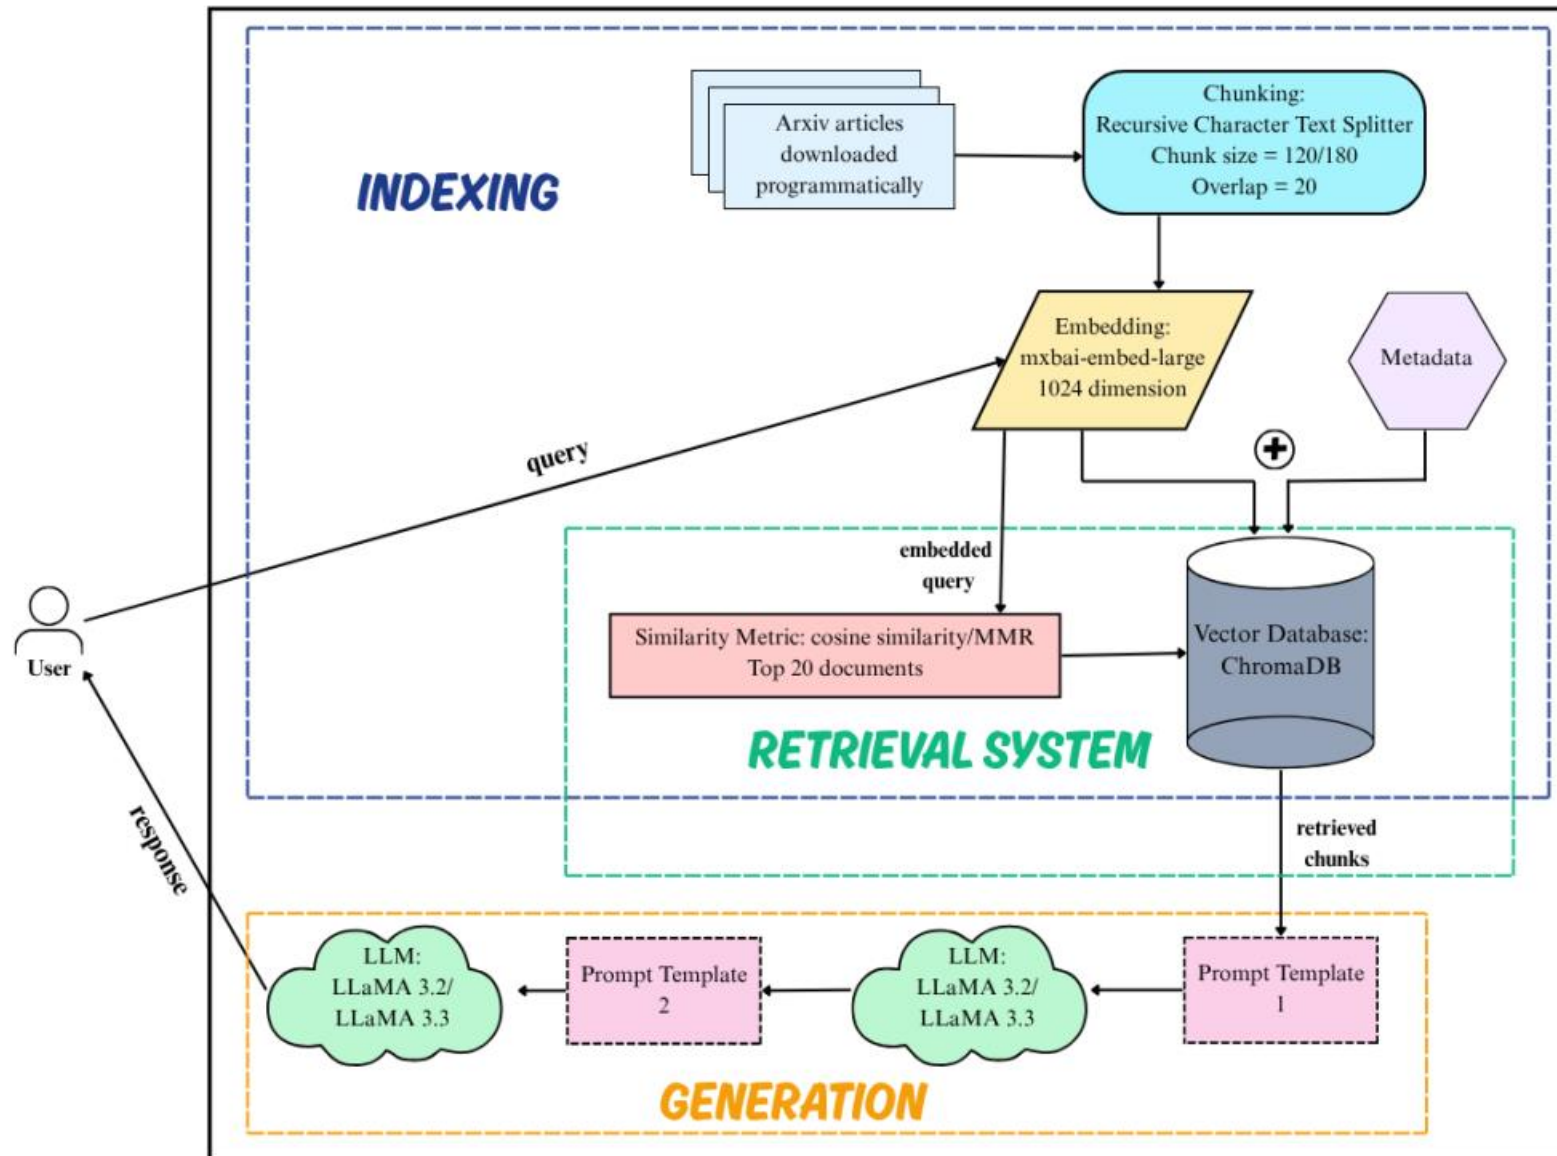 Arxiv articles
downloaded
programmatically
Chunking:
Recursive Character Text Splitter
Chunk size = 120/180
Overlap = 20
INDEXING
Embedding:
mxbai-embed-large
1024 dimension
Metadata
query
embedded
query
User
Similarity Metric: cosine similarity/MMR
Top 20 documents
Vector Database:
ChromaDB
RETRIEVAL SYSTEM
response
retrieved
chunks
LLM:
LLaMA 3.2/
LLaMA 3.3
Prompt Template
2
LLM:
LLaMA 3.2/
LLaMA 3.3
Prompt Template
1
GENERATION